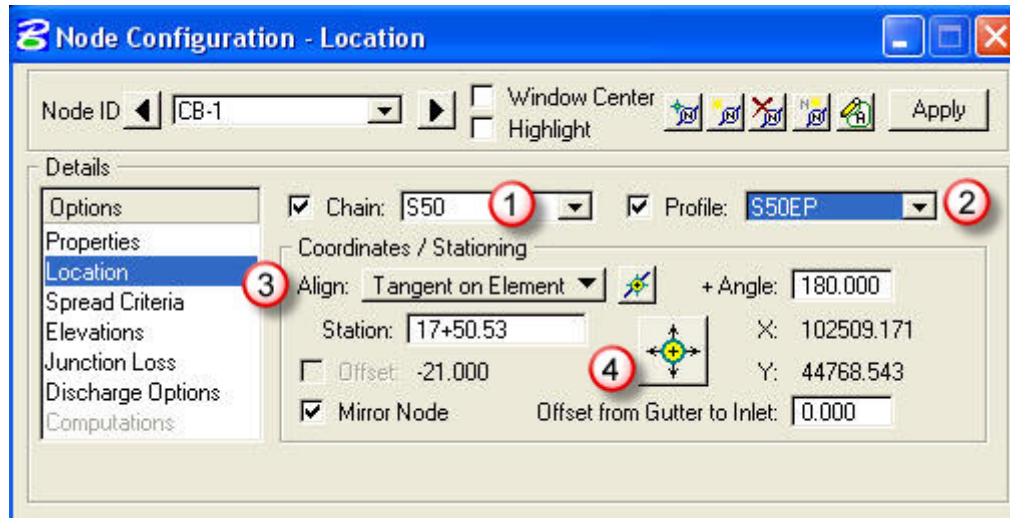 Node Configuration - Location
Node ID CB-1 Window Center Apply
Highlight
Details
Options
Properties
Location
Spread Criteria
Elevations
Junction Loss
Discharge Options
Computations
Chain: S50 1 Profile: S50EP 2
Coordinates / Stationing
3 Align: Tangent on Element + Angle: 180.000
Station: 17+50.53 X: 102509.171
Offset: -21.000 4 Y: 44768.543
Mirror Node Offset from Gutter to Inlet: 0.000